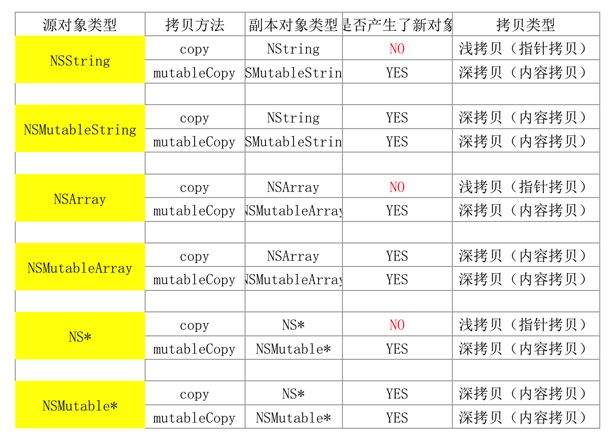 源对象类型 拷贝方法 副本对象类型 是否产生了新对象 拷贝类型
NSString copy NString NO 浅拷贝（指针拷贝）
mutableCopy SMutableStrin YES 深拷贝（内容拷贝）
NSMutableString copy NString YES 深拷贝（内容拷贝）
mutableCopy SMutableStrin YES 深拷贝（内容拷贝）
NSArray copy NSArray NO 浅拷贝（指针拷贝）
mutableCopy NSMutableArray YES 深拷贝（内容拷贝）
NSMutableArray copy NSArray YES 深拷贝（内容拷贝）
mutableCopy NSMutableArray YES 深拷贝（内容拷贝）
NS* copy NS* NO 浅拷贝（指针拷贝）
mutableCopy NSMutable* YES 深拷贝（内容拷贝）
NSMutable* copy NS* YES 深拷贝（内容拷贝）
mutableCopy NSMutable* YES 深拷贝（内容拷贝）